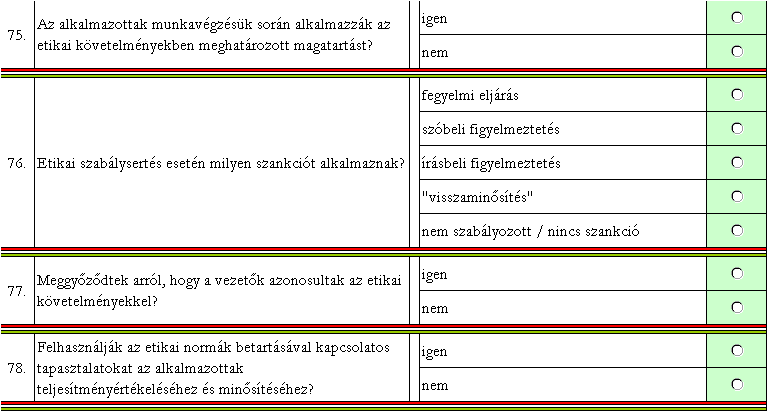 75.
Az alkalmazottak munkavégzésük során alkalmazzák az
etikai követelményekben meghatározott magatartást?
igen
nem
76.
Etikai szabálysertés esetén milyen szankciót alkalmaznak?
fegyelmi eljárás
szóbeli figyelmeztetés
írásbeli figyelmeztetés
"visszaminősítés"
nem szabályozott / nincs szankció
77.
Meggyőződtek arról, hogy a vezetők azonosultak az etikai
követelményekkel?
igen
nem
78.
Felhasználják az etikai normák betartásával kapcsolatos
tapasztalatokat az alkalmazottak
teljesítményértékeléséhez és minősítéséhez?
igen
nem